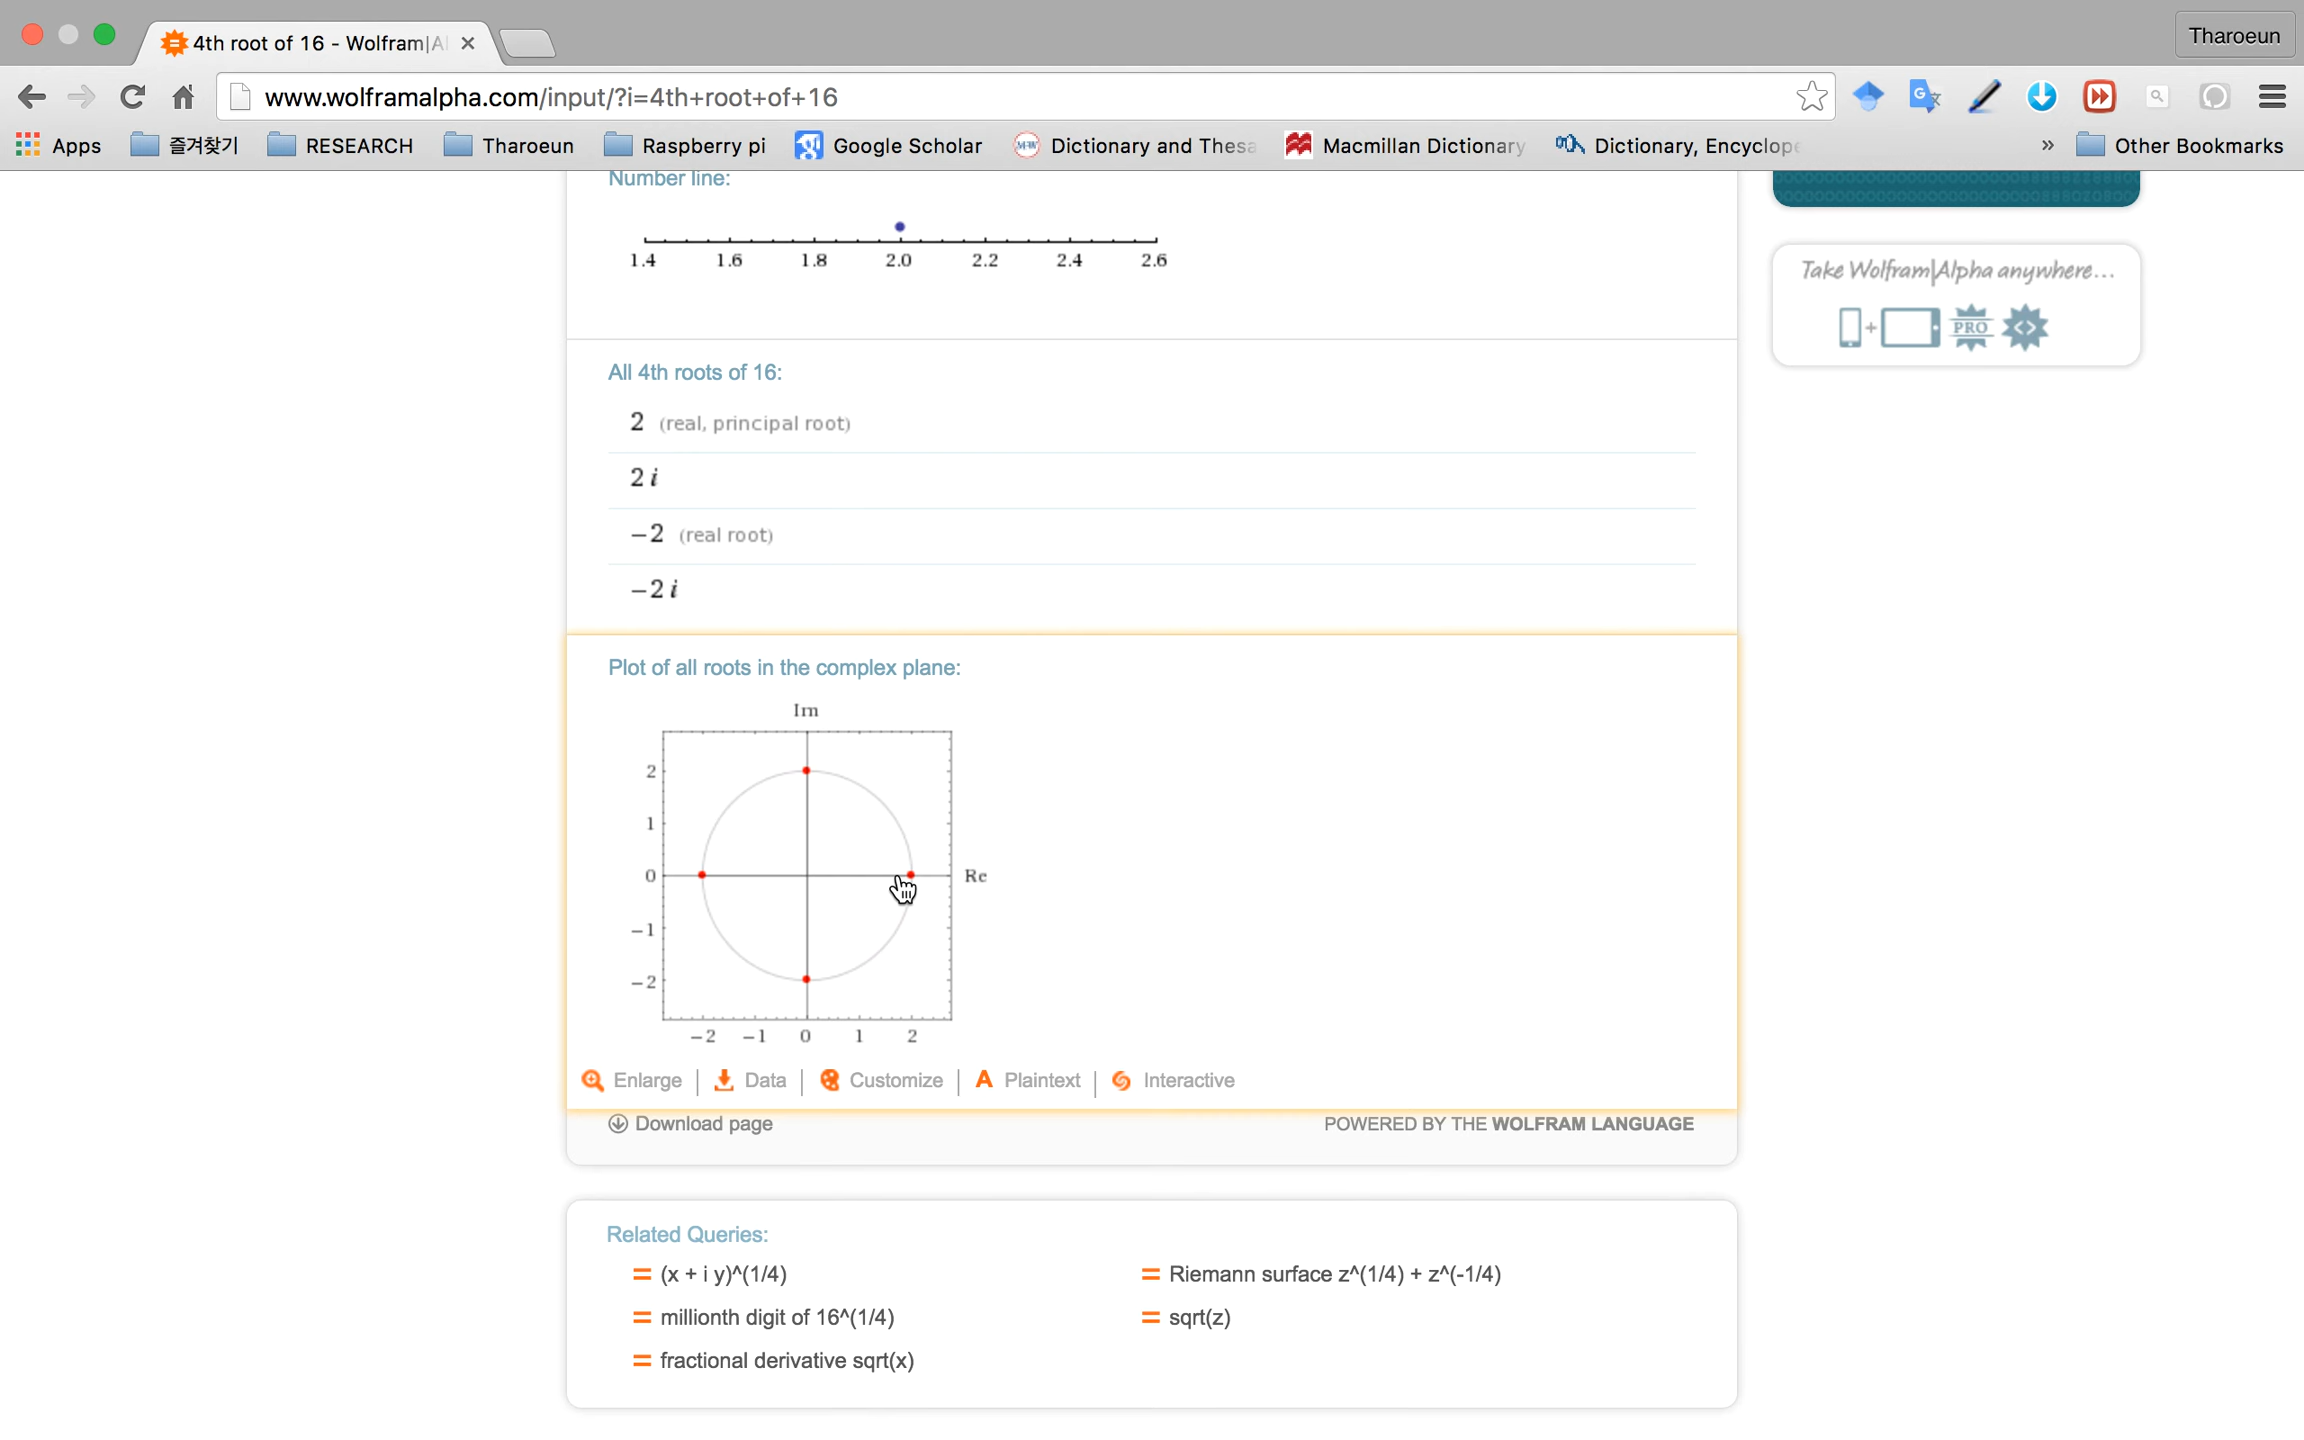 4th root of 16 - Wolfram|Al
Tharoeun
www.wolframalpha.com/input/?i=4th+root+of+16
Apps 즐겨찾기 RESEARCH Tharoeun Raspberry pi Google Scholar Dictionary and Thesa Macmillan Dictionary Dictionary, Encyclope » Other Bookmarks
Number line:
1.4 1.6 1.8 2.0 2.2 2.4 2.6
Take Wolfram|Alpha anywhere...
PRO
All 4th roots of 16:
2 (real, principal root)
2 i
−2 (real root)
−2 i
Plot of all roots in the complex plane:
Im
2
1
0
Re
−1
−2
−2 −1 0 1 2
Enlarge | Data | Customize | A Plaintext | Interactive
Download page
POWERED BY THE WOLFRAM LANGUAGE
Related Queries:
= (x + i y)^(1/4)
= Riemann surface z^(1/4) + z^(-1/4)
= millionth digit of 16^(1/4)
= sqrt(z)
= fractional derivative sqrt(x)